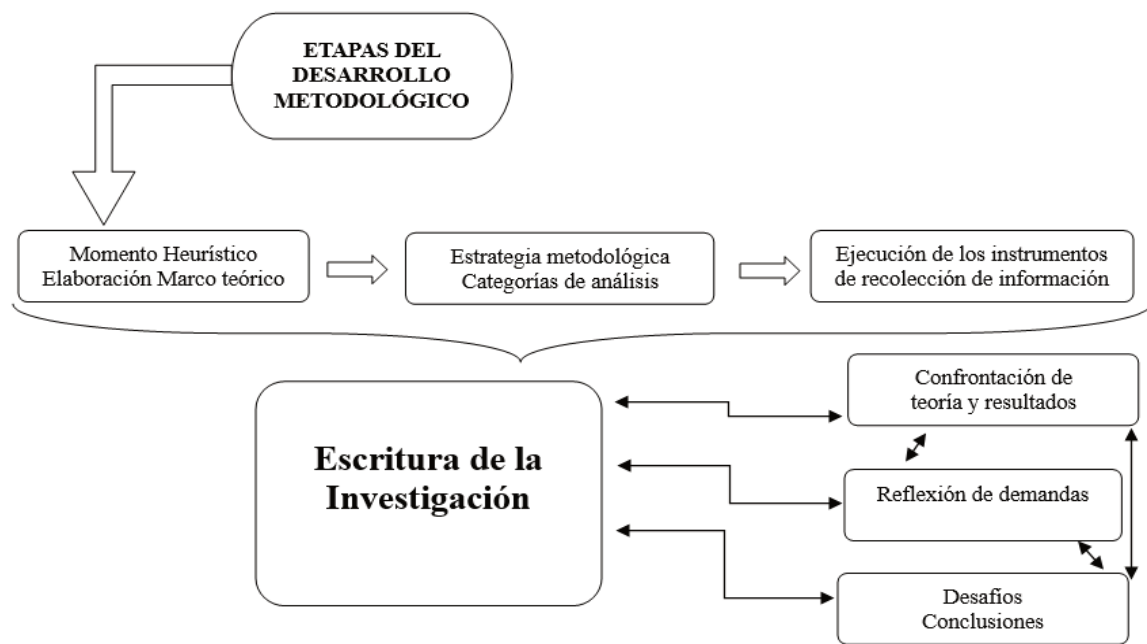 ETAPAS DEL
DESARROLLO
METODOLÓGICO
Momento Heurístico
Elaboración Marco teórico
Estrategia metodológica
Categorías de análisis
Ejecución de los instrumentos
de recolección de información
Escritura de la
Investigación
Confrontación de
teoría y resultados
Reflexión de demandas
Desafíos
Conclusiones